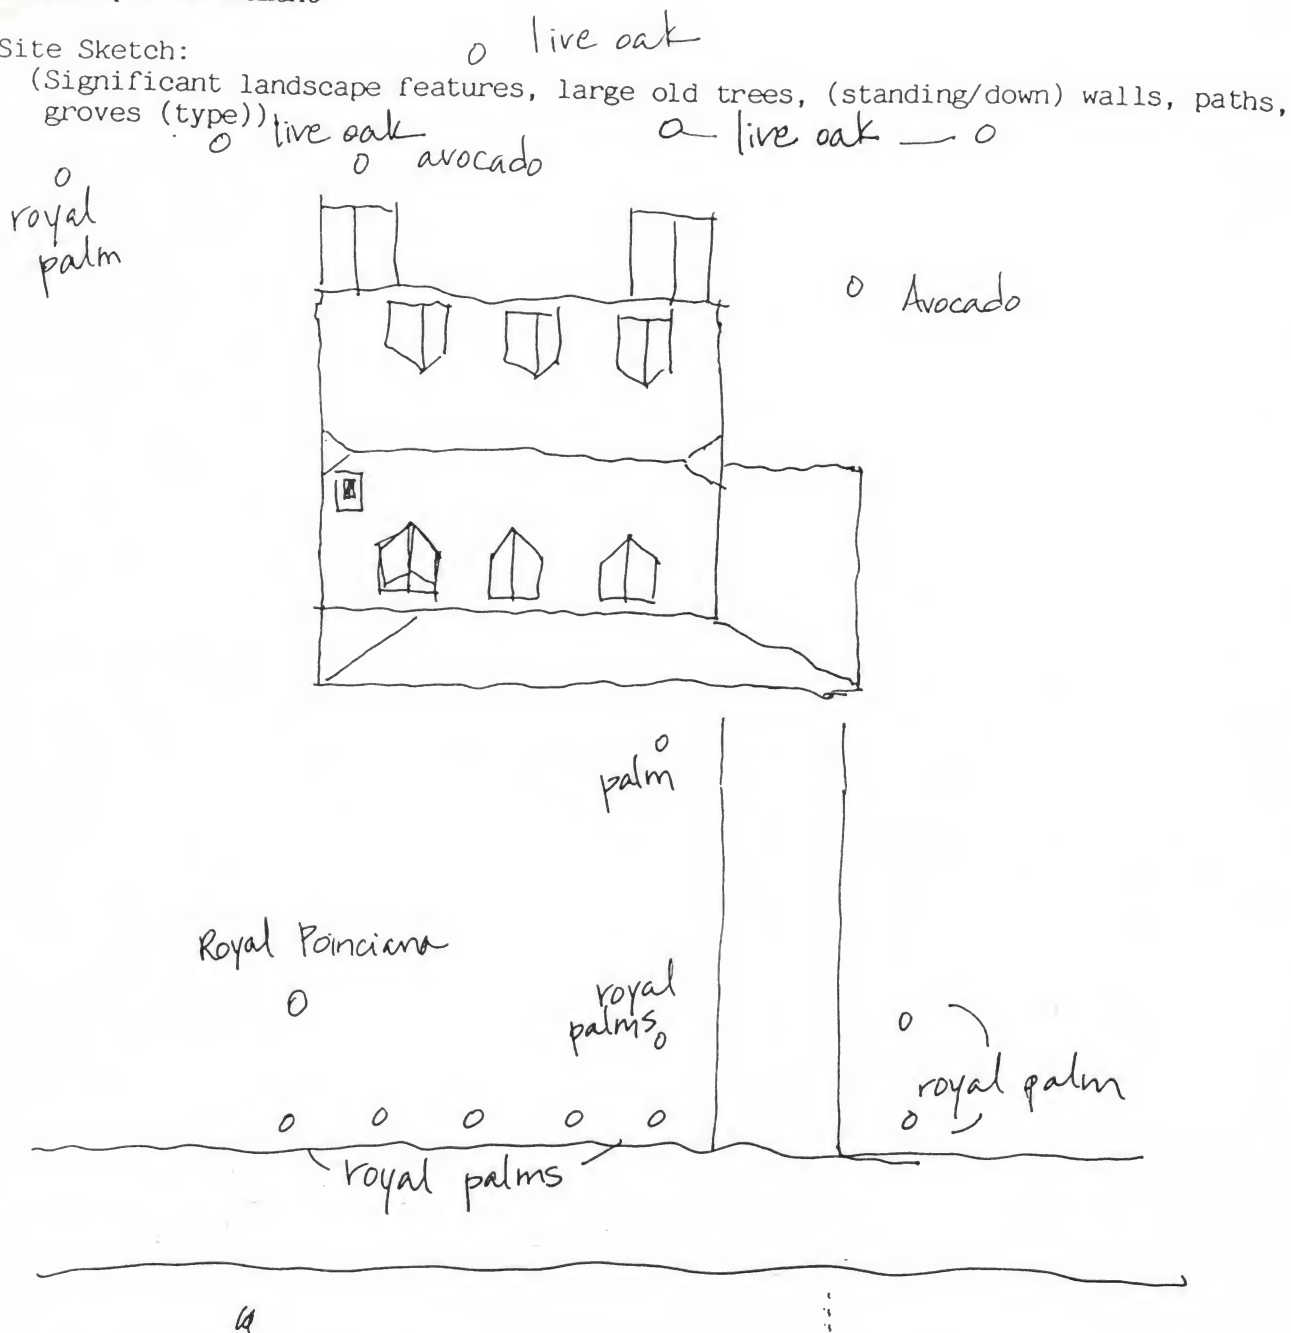 Site Sketch:
live oak
(Significant landscape features, large old trees, (standing/down) walls, paths,
groves (type))
live oak
live oak
avocado
royal
palm
Avocado
palm
Royal Poinciana
royal
palms
royal palm
royal palms